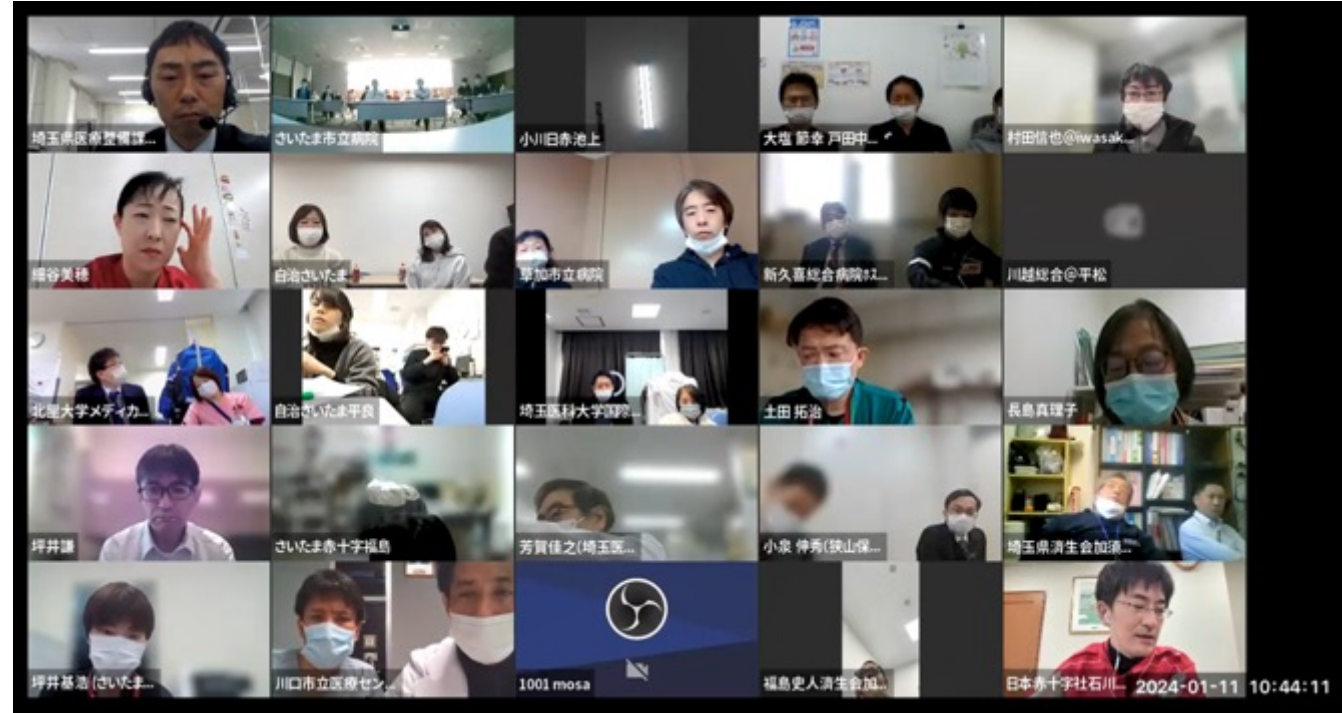 埼玉県医療整備課...
さいたま市立病院
小川日赤池上
大塩 節幸 戸田中...
村田信也@iwasak...
細谷美穂
自治さいたま
草加市立病院
新久喜総合病院ﾎｽ...
川越総合@平松
北里大学メディカ...
自治さいたま平良
埼玉医科大学国際...
土田 拓治
長島真理子
坪井謙
さいたま赤十字福島
芳賀佳之(埼玉医...
小泉 伸秀(狭山保...
埼玉県済生会加須...
坪井基浩 (さいたま...
川口市立医療セン...
1001 mosa
福島史人済生会加...
日本赤十字社石川...
2024-01-11 10:44:11